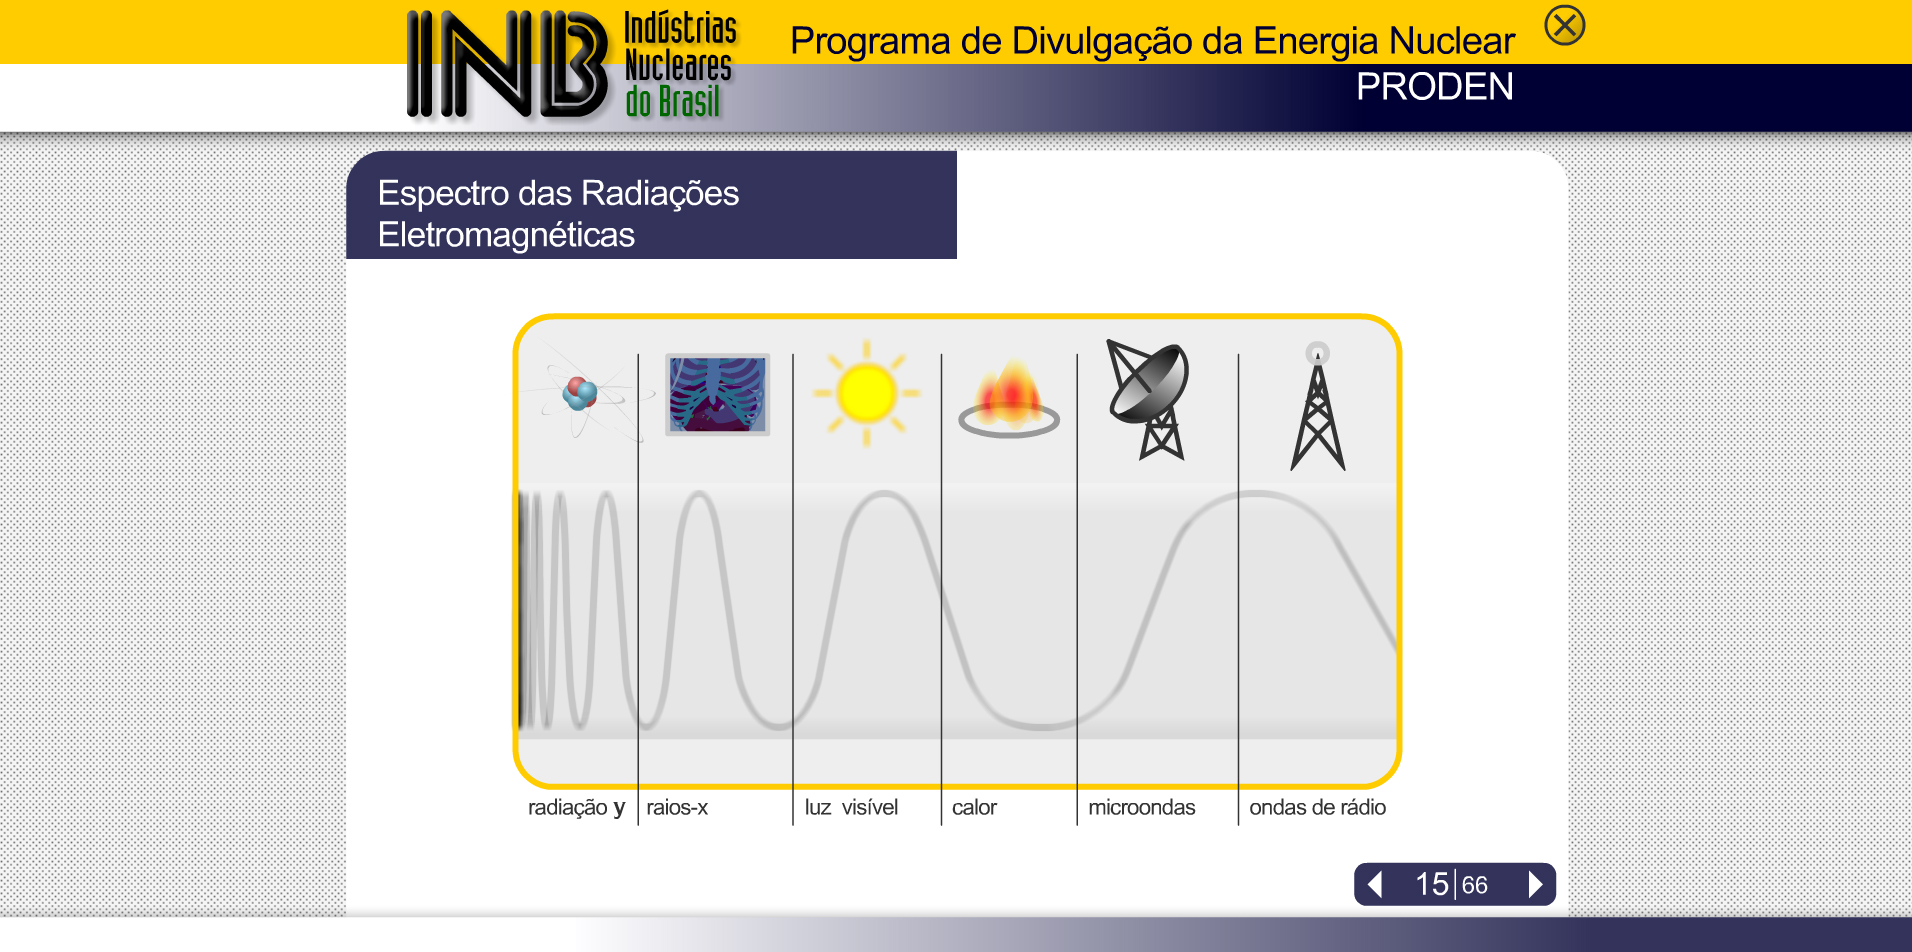 INB
Indústrias
Nucleares
do Brasil
Programa de Divulgação da Energia Nuclear
PRODEN
Espectro das Radiações
Eletromagnéticas
radiação y
raios-x
luz visível
calor
microondas
ondas de rádio
15 66